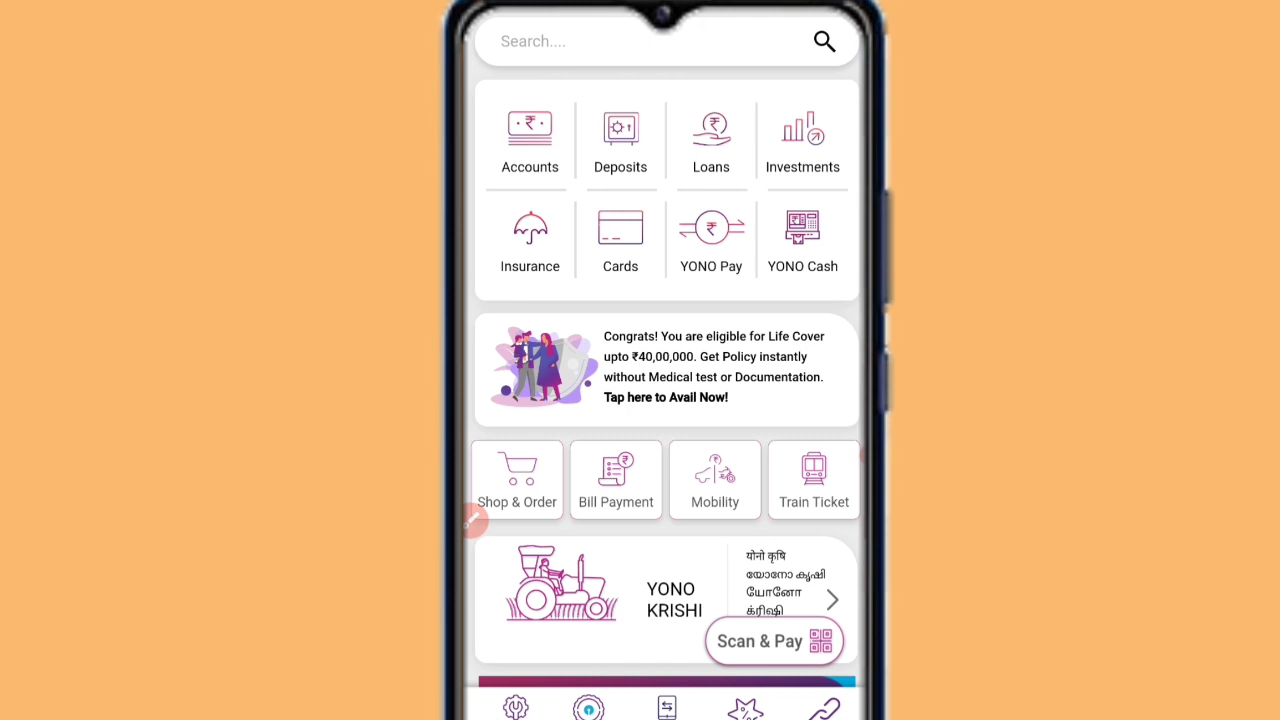 Search....
Accounts
Deposits
Loans
Investments
Insurance
Cards
YONO Pay
YONO Cash
Congrats! You are eligible for Life Cover
upto ₹40,00,000. Get Policy instantly
without Medical test or Documentation.
Tap here to Avail Now!
Shop & Order
Bill Payment
Mobility
Train Ticket
YONO
KRISHI
योनो कृषि
യോനോ കൃഷി
யோனோ
க்ரிஷி
Scan & Pay